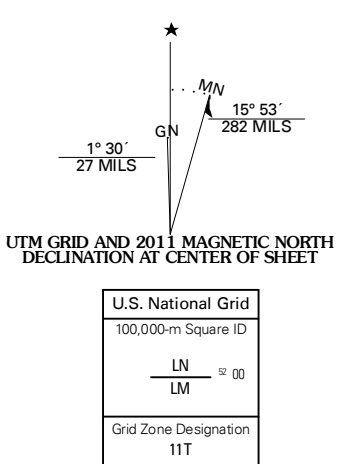 ★
MN
15° 53´
282 MILS
GN
1° 30´
27 MILS
UTM GRID AND 2011 MAGNETIC NORTH
DECLINATION AT CENTER OF SHEET
U.S. National Grid
100,000-m Square ID
LN
52 00
LM
Grid Zone Designation
11T